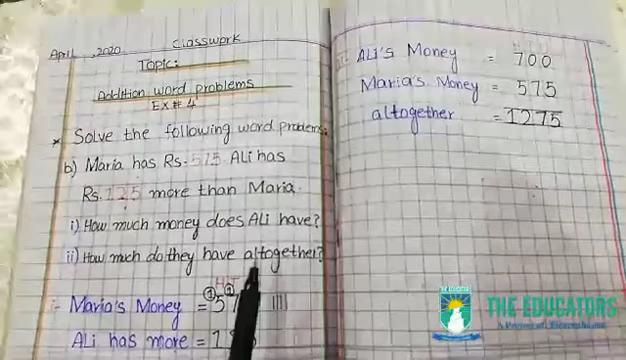 April ,2020 Classwork
Topic:
Addition word problems
EX# 4
* Solve the following word problems:
b) Maria has Rs. 575 Ali has
Rs. 125 more than Maria.
i) How much money does Ali have?
ii) How much do they have altogether?
i- Maria's Money = 57
Ali has more = 1
Ali's Money = 700
Maria's Money = 575
altogether = 1275
THE EDUCATORS